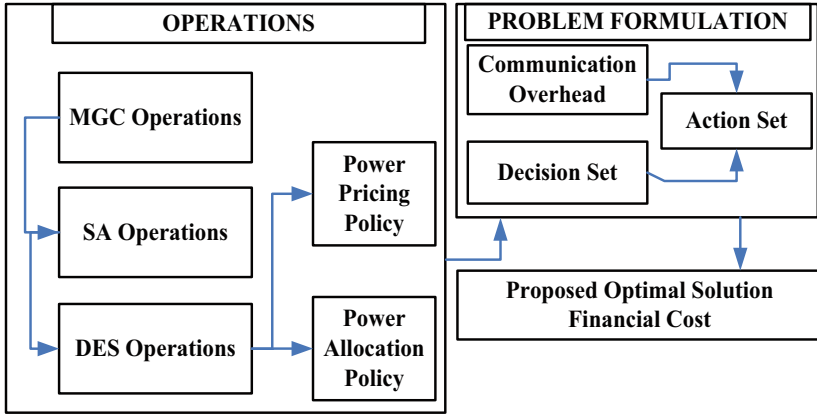 OPERATIONS
MGC Operations
SA Operations
DES Operations
Power
Pricing
Policy
Power
Allocation
Policy
PROBLEM FORMULATION
Communication
Overhead
Action Set
Decision Set
Proposed Optimal Solution
Financial Cost